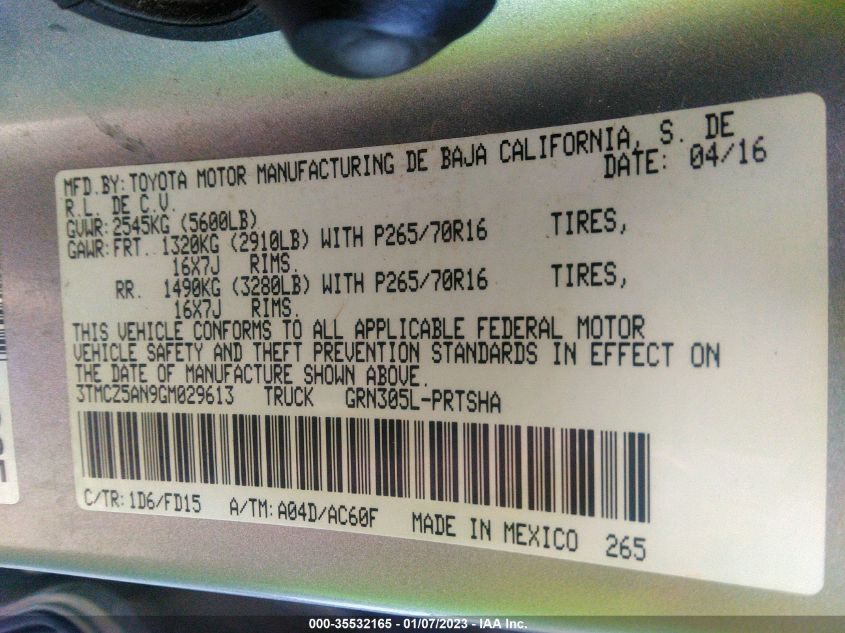 MFD.BY:TOYOTA MOTOR MANUFACTURING DE BAJA CALIFORNIA, S. DE
R.L. DE C.V. DATE: 04/16
GVWR:2545KG (5600LB)
GAWR:FRT. 1320KG (2910LB) WITH P265/70R16 TIRES,
16X7J RIMS.
RR. 1490KG (3280LB) WITH P265/70R16 TIRES,
16X7J RIMS.
THIS VEHICLE CONFORMS TO ALL APPLICABLE FEDERAL MOTOR
VEHICLE SAFETY AND THEFT PREVENTION STANDARDS IN EFFECT ON
THE DATE OF MANUFACTURE SHOWN ABOVE.
3TMCZ5AN9GM029613 TRUCK GRN305L-PRTSHA
C/TR:1D6/FD15 A/TM:A04D/AC60F MADE IN MEXICO 265
000-35532165 - 01/07/2023 - IAA Inc.